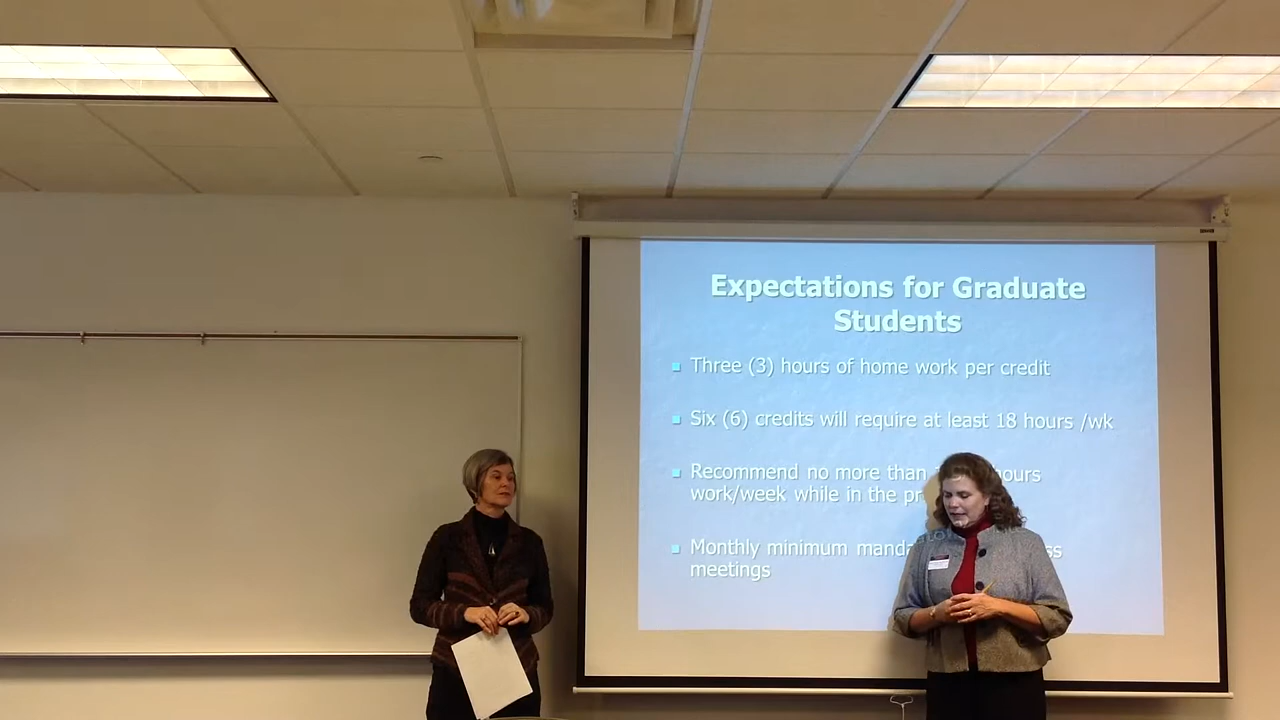 Expectations for Graduate
Students
Three (3) hours of home work per credit
Six (6) credits will require at least 18 hours /wk
Recommend no more than hours
work/week while in the
Monthly minimum
meetings